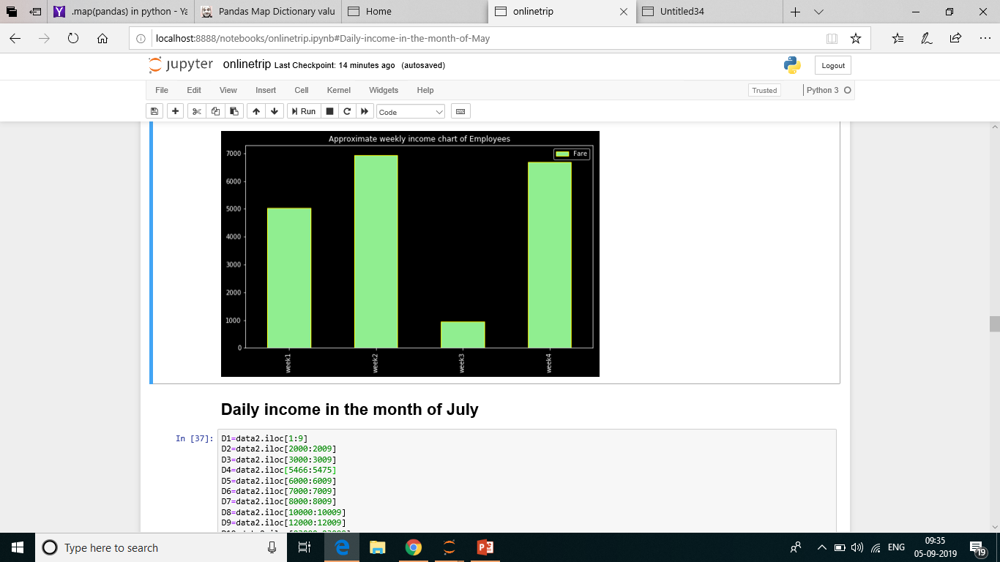 .map(pandas) in python - Ya
Pandas Map Dictionary valu
Home
onlinetrip
Untitled34
localhost:8888/notebooks/onlinetrip.ipynb#Daily-income-in-the-month-of-May
jupyter onlinetrip Last Checkpoint: 14 minutes ago (autosaved)
Logout
File Edit View Insert Cell Kernel Widgets Help
Trusted
Python 3
Run
Code
Approximate weekly income chart of Employees
Fare
7000
6000
5000
4000
3000
2000
1000
0
week1
week2
week3
week4
Daily income in the month of July
In [37]:
D1=data2.iloc[1:9]
D2=data2.iloc[2000:2009]
D3=data2.iloc[3000:3009]
D4=data2.iloc[5466:5475]
D5=data2.iloc[6000:6009]
D6=data2.iloc[7000:7009]
D7=data2.iloc[8000:8009]
D8=data2.iloc[10000:10009]
D9=data2.iloc[12000:12009]
Type here to search
ENG
09:35
05-09-2019
19